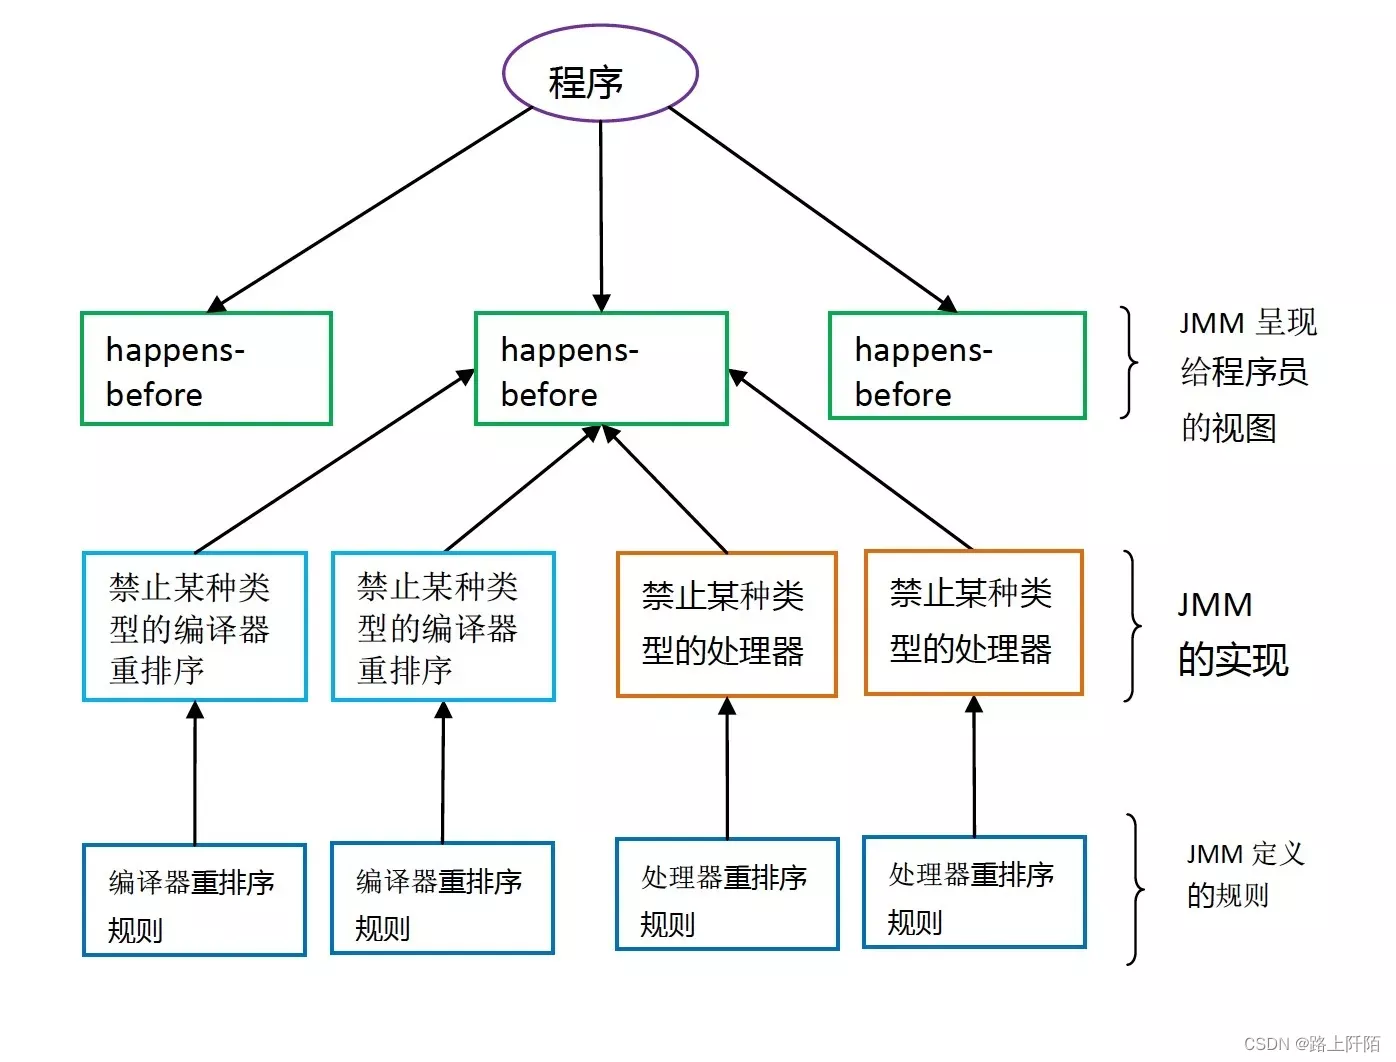 程序
happens-
before
happens-
before
happens-
before
JMM 呈现
给程序员
的视图
禁止某种类
型的编译器
重排序
禁止某种类
型的编译器
重排序
禁止某种类
型的处理器
禁止某种类
型的处理器
JMM
的实现
编译器重排序
规则
编译器重排序
规则
处理器重排序
规则
处理器重排序
规则
JMM 定义
的规则
CSDN @路上阡陌